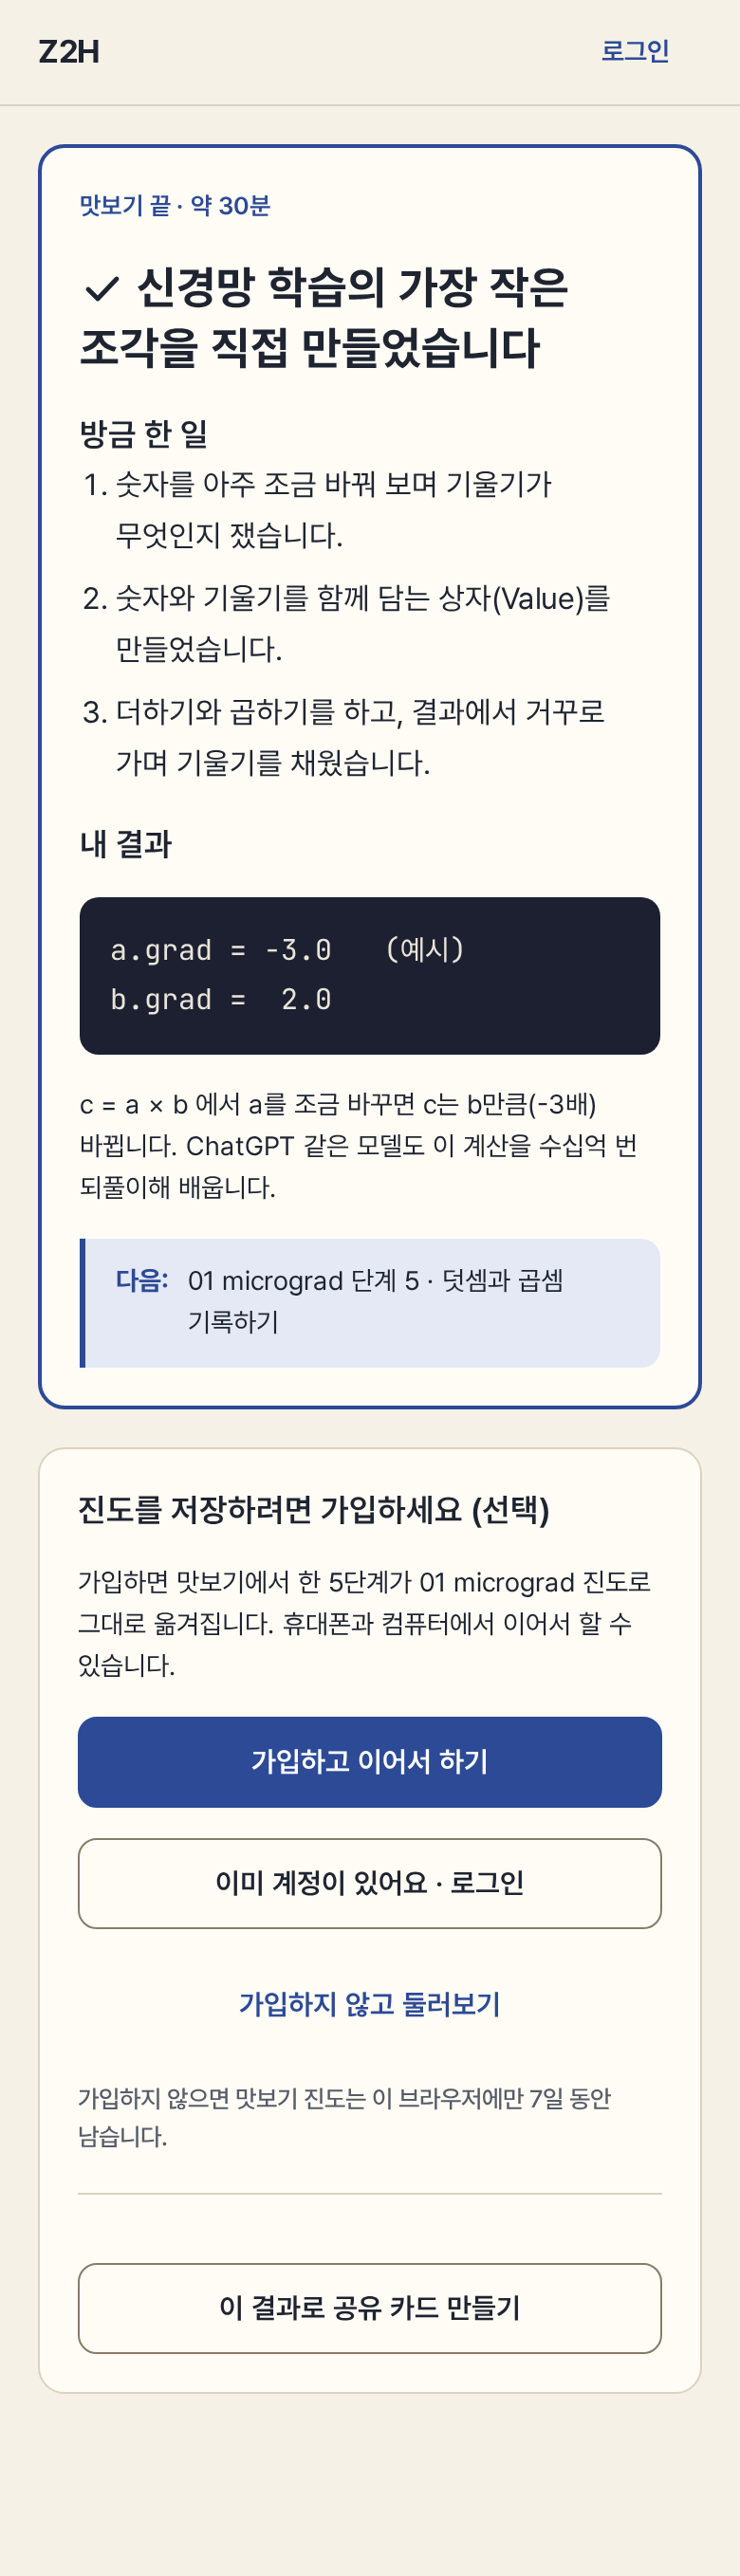 Z2H
로그인
맛보기 끝 · 약 30분
✓ 신경망 학습의 가장 작은
조각을 직접 만들었습니다
방금 한 일
1. 숫자를 아주 조금 바꿔 보며 기울기가
무엇인지 쟀습니다.
2. 숫자와 기울기를 함께 담는 상자(Value)를
만들었습니다.
3. 더하기와 곱하기를 하고, 결과에서 거꾸로
가며 기울기를 채웠습니다.
내 결과
a.grad = -3.0   (예시)
b.grad =  2.0
c = a × b 에서 a를 조금 바꾸면 c는 b만큼(-3배)
바뀝니다. ChatGPT 같은 모델도 이 계산을 수십억 번
되풀이해 배웁니다.
다음: 01 micrograd 단계 5 · 덧셈과 곱셈
기록하기
진도를 저장하려면 가입하세요 (선택)
가입하면 맛보기에서 한 5단계가 01 micrograd 진도로
그대로 옮겨집니다. 휴대폰과 컴퓨터에서 이어서 할 수
있습니다.
가입하고 이어서 하기
이미 계정이 있어요 · 로그인
가입하지 않고 둘러보기
가입하지 않으면 맛보기 진도는 이 브라우저에만 7일 동안
남습니다.
이 결과로 공유 카드 만들기